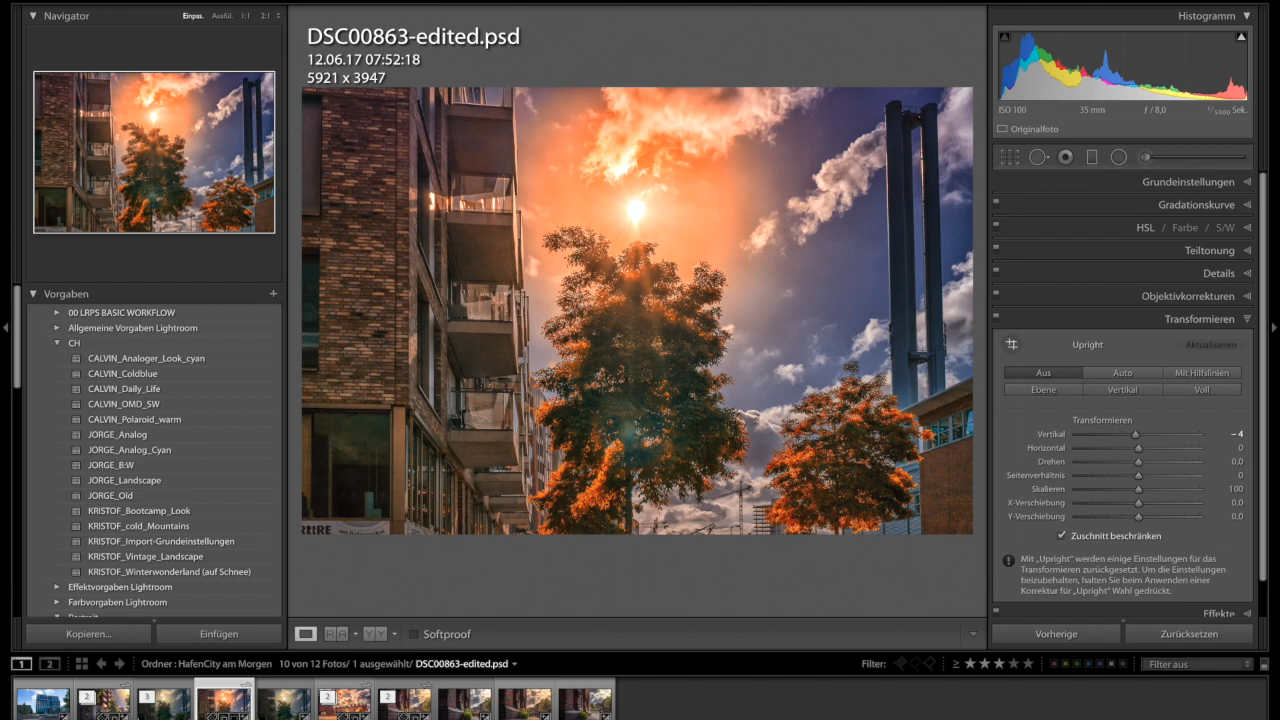 Navigator
Einpas. Ausfül. 1:1 2:1
DSC00863-edited.psd
12.06.17 07:52:18
5921 x 3947
Histogramm
ISO 100 35 mm ƒ / 8,0 1/5000 Sek.
Originalfoto
Grundeinstellungen
Gradationskurve
HSL / Farbe / S/W
Teiltonung
Details
Objektivkorrekturen
Transformieren
Upright Aktualisieren
Aus Auto Mit Hilfslinien
Ebene Vertikal Voll
Transformieren
Vertikal – 4
Horizontal 0
Drehen 0,0
Seitenverhältnis 0
Skalieren 100
X-Verschiebung 0,0
Y-Verschiebung 0,0
Zuschnitt beschränken
Mit „Upright“ werden einige Einstellungen für das
Transformieren zurückgesetzt. Um die Einstellungen
beizubehalten, halten Sie beim Anwenden einer
Korrektur für „Upright“ Wahl gedrückt.
Effekte
Vorherige Zurücksetzen
Vorgaben +
00 LRPS BASIC WORKFLOW
Allgemeine Vorgaben Lightroom
CH
CALVIN_Analoger_Look_cyan
CALVIN_Coldblue
CALVIN_Daily_Life
CALVIN_OMD_SW
CALVIN_Polaroid_warm
JORGE_Analog
JORGE_Analog_Cyan
JORGE_B:W
JORGE_Landscape
JORGE_Old
KRISTOF_Bootcamp_Look
KRISTOF_cold_Mountains
KRISTOF_Import-Grundeinstellungen
KRISTOF_Vintage_Landscape
KRISTOF_Winterwonderland (auf Schnee)
Effektvorgaben Lightroom
Farbvorgaben Lightroom
Portrait
Kopieren... Einfügen
R A Y Y Softproof
1 2 Ordner : HafenCity am Morgen 10 von 12 Fotos/ 1 ausgewählt/ DSC00863-edited.psd
Filter: ≥ ★★★★★ Filter aus
2 3 2 2